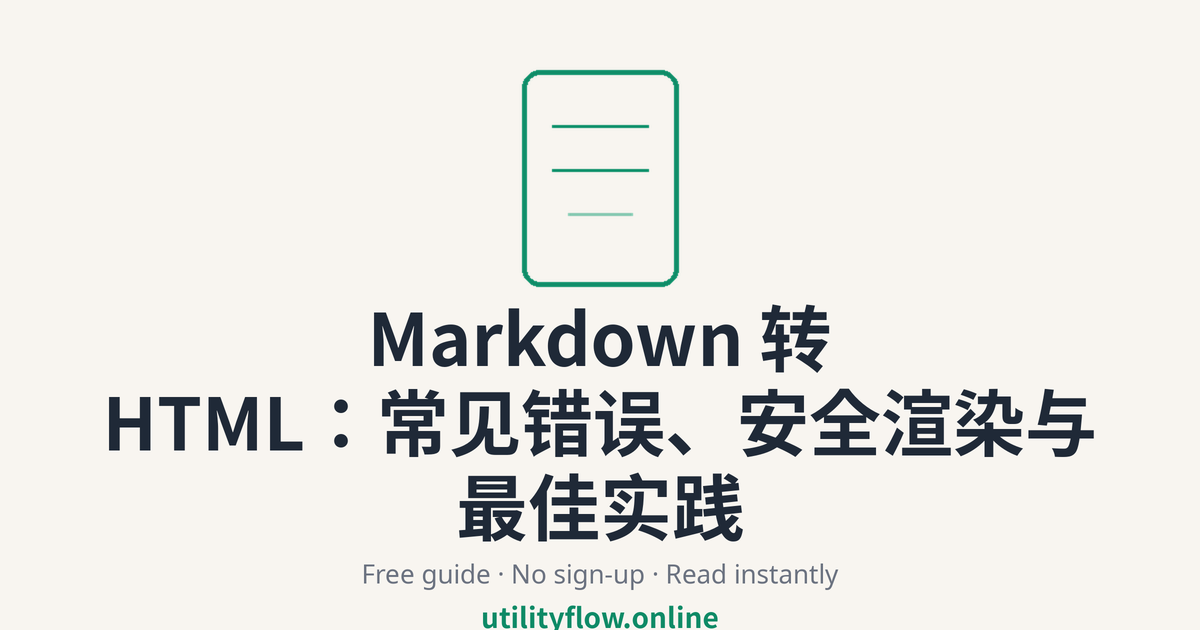 Markdown 转
HTML：常见错误、安全渲染与
最佳实践
Free guide · No sign-up · Read instantly
utilityflow.online